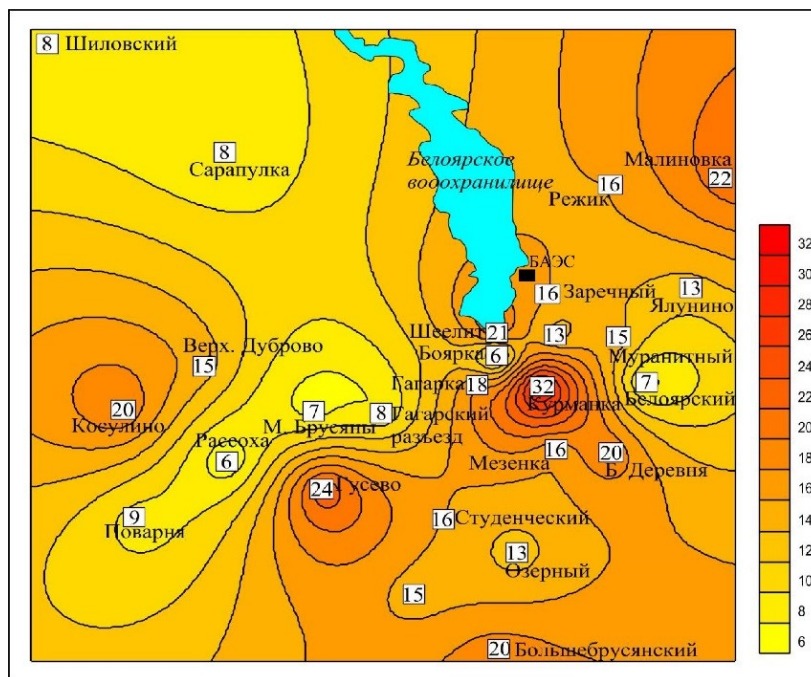 8 Шиловский
8
Сарапулка
Белоярское
водохранилище
Малиновка
22
16
Режик
БАЭС
16 Заречный
13
Ялунино
Шеелит 21
13
15
Боярка 6
Муранитный
Верх. Дуброво
15
Гагарка 18
32
Курманка
7
Белоярский
20
Косулино
7
М. Брусяны
8
Гагарский
разъезд
Рассоха
6
Мезенка
16
20
Б. Деревня
24 Гусево
9
Поварня
16 Студенческий
13
Озерный
15
20 Большебрусянский
32
30
28
26
24
22
20
18
16
14
12
10
8
6